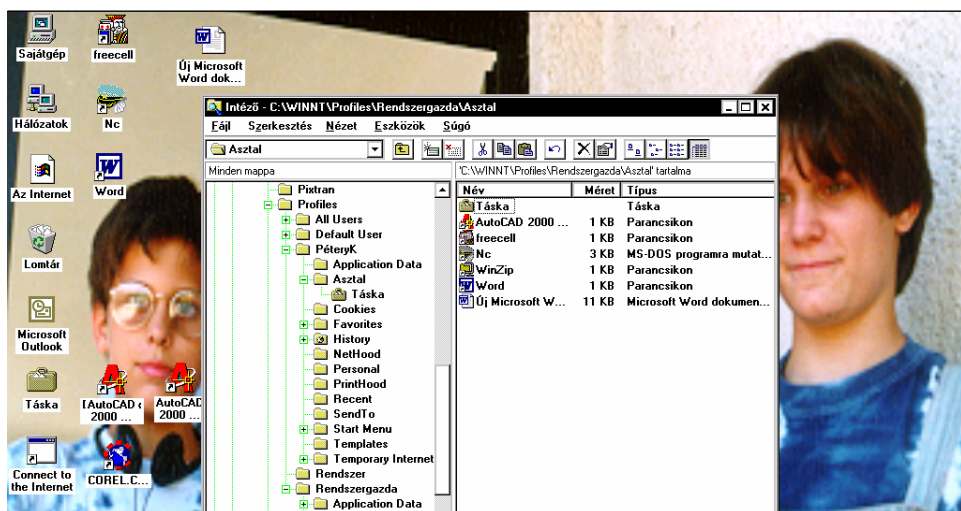 Sajátgép
freecell
Új Microsoft
Word dok...
Hálózatok
Nc
Az Internet
Word
Lomtár
Microsoft
Outlook
Táska
[AutoCAD
2000 ...
AutoCAD
2000 ...
Connect to
the Internet
COREL.C...
Intéző - C:\WINNT\Profiles\Rendszergazda\Asztal
Fájl Szerkesztés Nézet Eszközök Súgó
Asztal
Minden mappa
'C:\WINNT\Profiles\Rendszergazda\Asztal' tartalma
Pixtran
Profiles
All Users
Default User
PéteryK
Application Data
Asztal
Táska
Cookies
Favorites
History
NetHood
Personal
PrintHood
Recent
SendTo
Start Menu
Templates
Temporary Internet
Rendszer
Rendszergazda
Application Data
Név Méret Típus
Táska Táska
AutoCAD 2000 ... 1 KB Parancsikon
freecell 1 KB Parancsikon
Nc 3 KB MS-DOS programra mutat...
WinZip 1 KB Parancsikon
Word 1 KB Parancsikon
Új Microsoft W... 11 KB Microsoft Word dokumen...